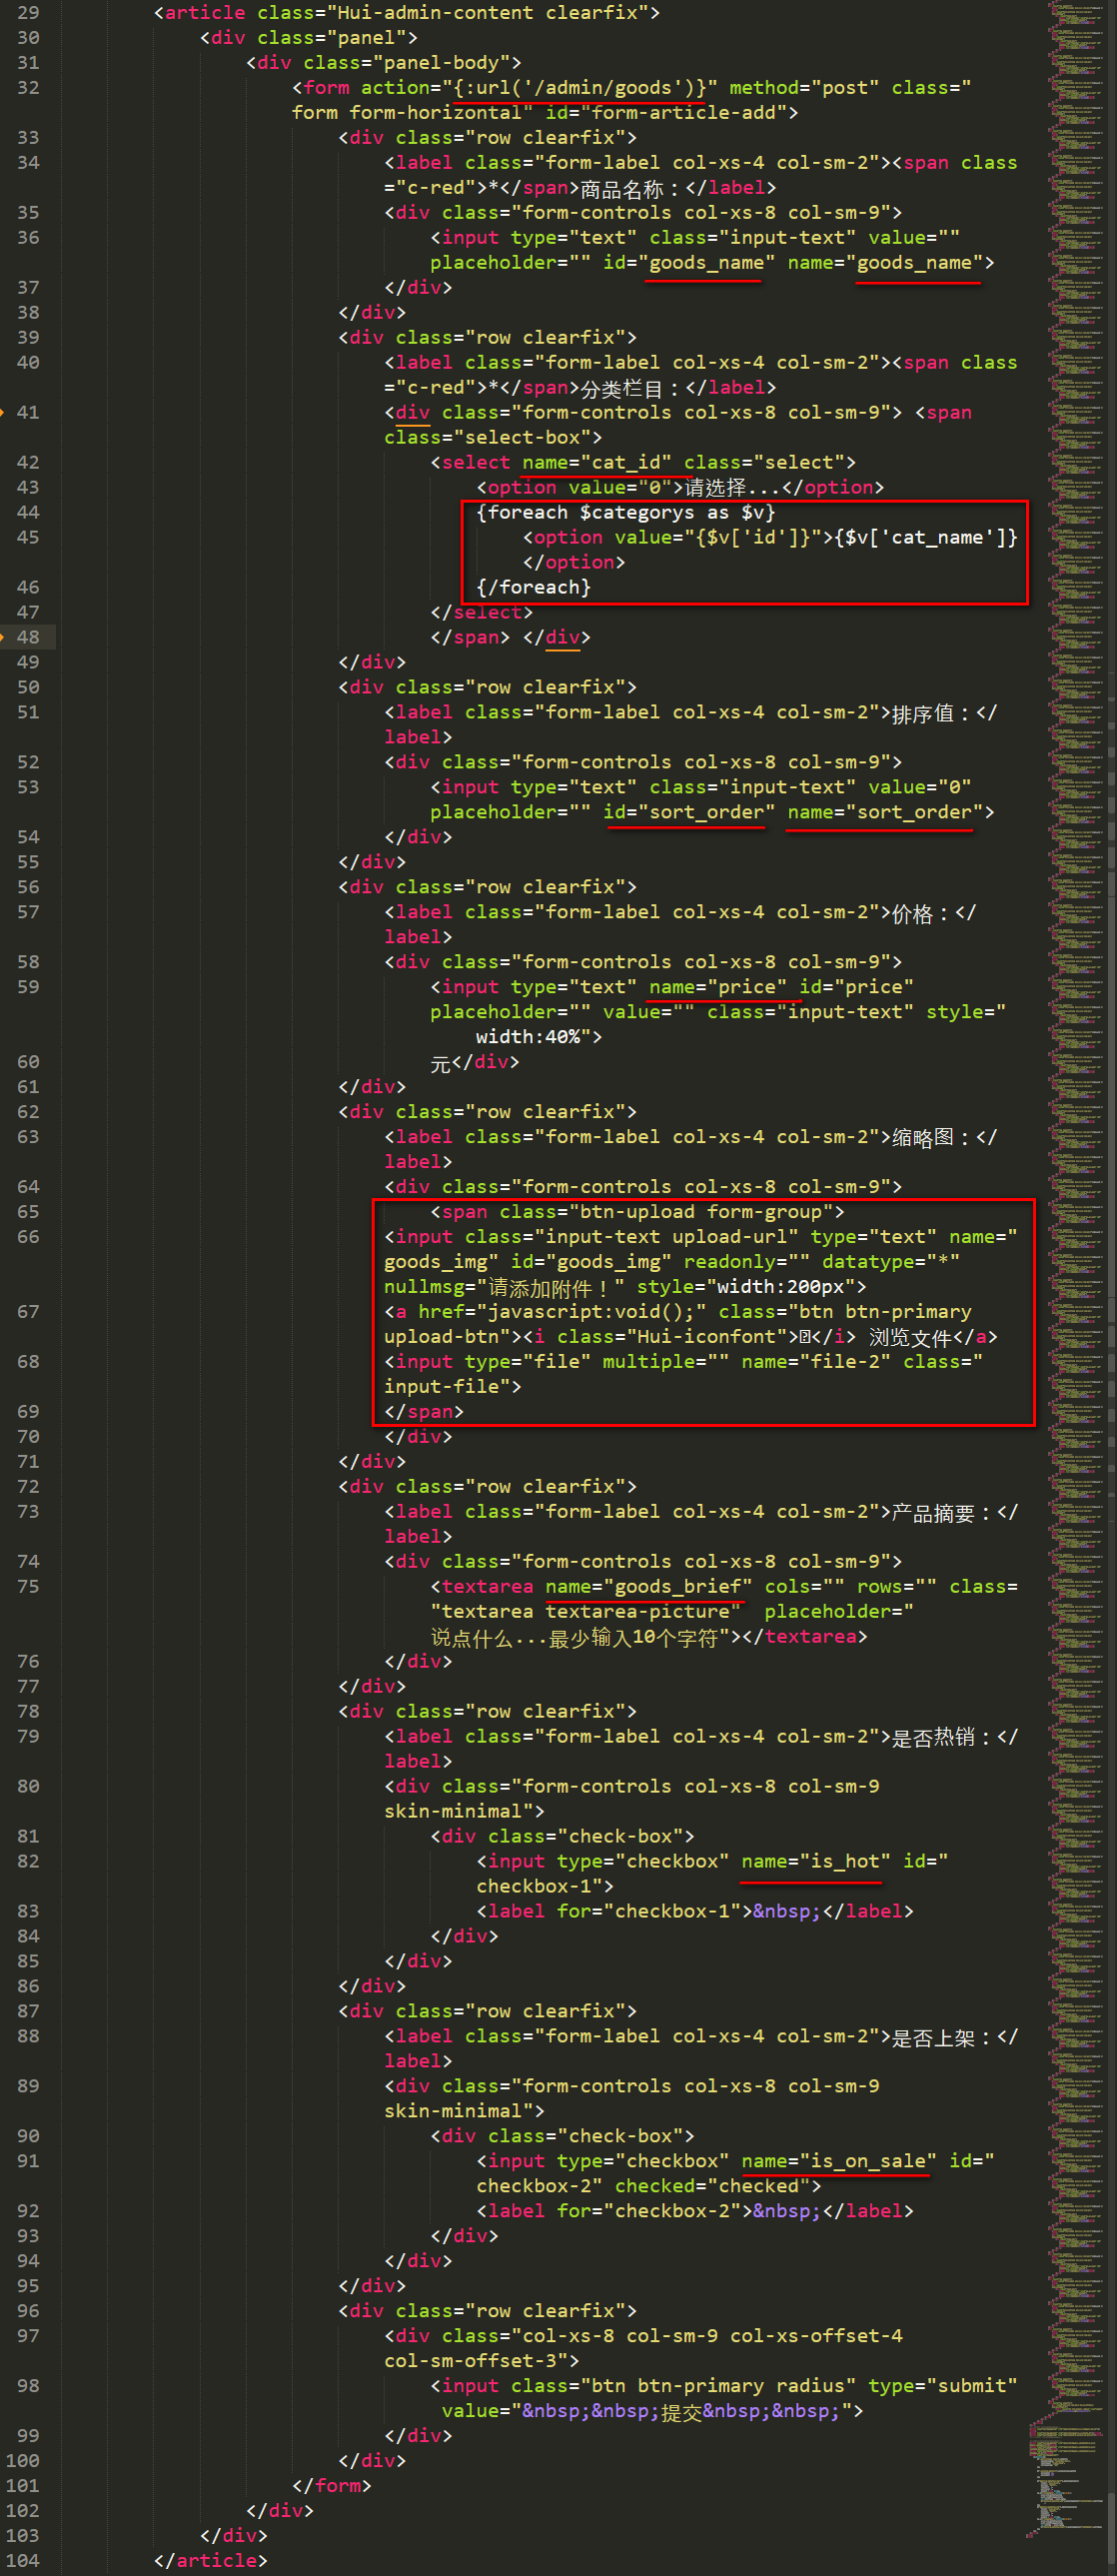 29 <article class="Hui-admin-content clearfix">
30 <div class="panel">
31 <div class="panel-body">
32 <form action="{:url('/admin/goods')}" method="post" class="
form form-horizontal" id="form-article-add">
33 <div class="row clearfix">
34 <label class="form-label col-xs-4 col-sm-2"><span class
="c-red">*</span>商品名称：</label>
35 <div class="form-controls col-xs-8 col-sm-9">
36 <input type="text" class="input-text" value=""
placeholder="" id="goods_name" name="goods_name">
37 </div>
38 </div>
39 <div class="row clearfix">
40 <label class="form-label col-xs-4 col-sm-2"><span class
="c-red">*</span>分类栏目：</label>
41 <div class="form-controls col-xs-8 col-sm-9"> <span
class="select-box">
42 <select name="cat_id" class="select">
43 <option value="0">请选择...</option>
44 {foreach $categorys as $v}
45 <option value="{$v['id']}">{$v['cat_name']}
</option>
46 {/foreach}
47 </select>
48 </span> </div>
49 </div>
50 <div class="row clearfix">
51 <label class="form-label col-xs-4 col-sm-2">排序值：</
label>
52 <div class="form-controls col-xs-8 col-sm-9">
53 <input type="text" class="input-text" value="0"
placeholder="" id="sort_order" name="sort_order">
54 </div>
55 </div>
56 <div class="row clearfix">
57 <label class="form-label col-xs-4 col-sm-2">价格：</
label>
58 <div class="form-controls col-xs-8 col-sm-9">
59 <input type="text" name="price" id="price"
placeholder="" value="" class="input-text" style="
width:40%">
60 元</div>
61 </div>
62 <div class="row clearfix">
63 <label class="form-label col-xs-4 col-sm-2">缩略图：</
label>
64 <div class="form-controls col-xs-8 col-sm-9">
65 <span class="btn-upload form-group">
66 <input class="input-text upload-url" type="text" name="
goods_img" id="goods_img" readonly="" datatype="*"
nullmsg="请添加附件！" style="width:200px">
67 <a href="javascript:void();" class="btn btn-primary
upload-btn"><i class="Hui-iconfont"></i> 浏览文件</a>
68 <input type="file" multiple="" name="file-2" class="
input-file">
69 </span>
70 </div>
71 </div>
72 <div class="row clearfix">
73 <label class="form-label col-xs-4 col-sm-2">产品摘要：</
label>
74 <div class="form-controls col-xs-8 col-sm-9">
75 <textarea name="goods_brief" cols="" rows="" class=
"textarea textarea-picture"  placeholder="
说点什么...最少输入10个字符"></textarea>
76 </div>
77 </div>
78 <div class="row clearfix">
79 <label class="form-label col-xs-4 col-sm-2">是否热销：</
label>
80 <div class="form-controls col-xs-8 col-sm-9
skin-minimal">
81 <div class="check-box">
82 <input type="checkbox" name="is_hot" id="
checkbox-1">
83 <label for="checkbox-1">&nbsp;</label>
84 </div>
85 </div>
86 </div>
87 <div class="row clearfix">
88 <label class="form-label col-xs-4 col-sm-2">是否上架：</
label>
89 <div class="form-controls col-xs-8 col-sm-9
skin-minimal">
90 <div class="check-box">
91 <input type="checkbox" name="is_on_sale" id="
checkbox-2" checked="checked">
92 <label for="checkbox-2">&nbsp;</label>
93 </div>
94 </div>
95 </div>
96 <div class="row clearfix">
97 <div class="col-xs-8 col-sm-9 col-xs-offset-4
col-sm-offset-3">
98 <input class="btn btn-primary radius" type="submit"
value="&nbsp;&nbsp;提交&nbsp;&nbsp;">
99 </div>
100 </div>
101 </form>
102 </div>
103 </div>
104 </article>